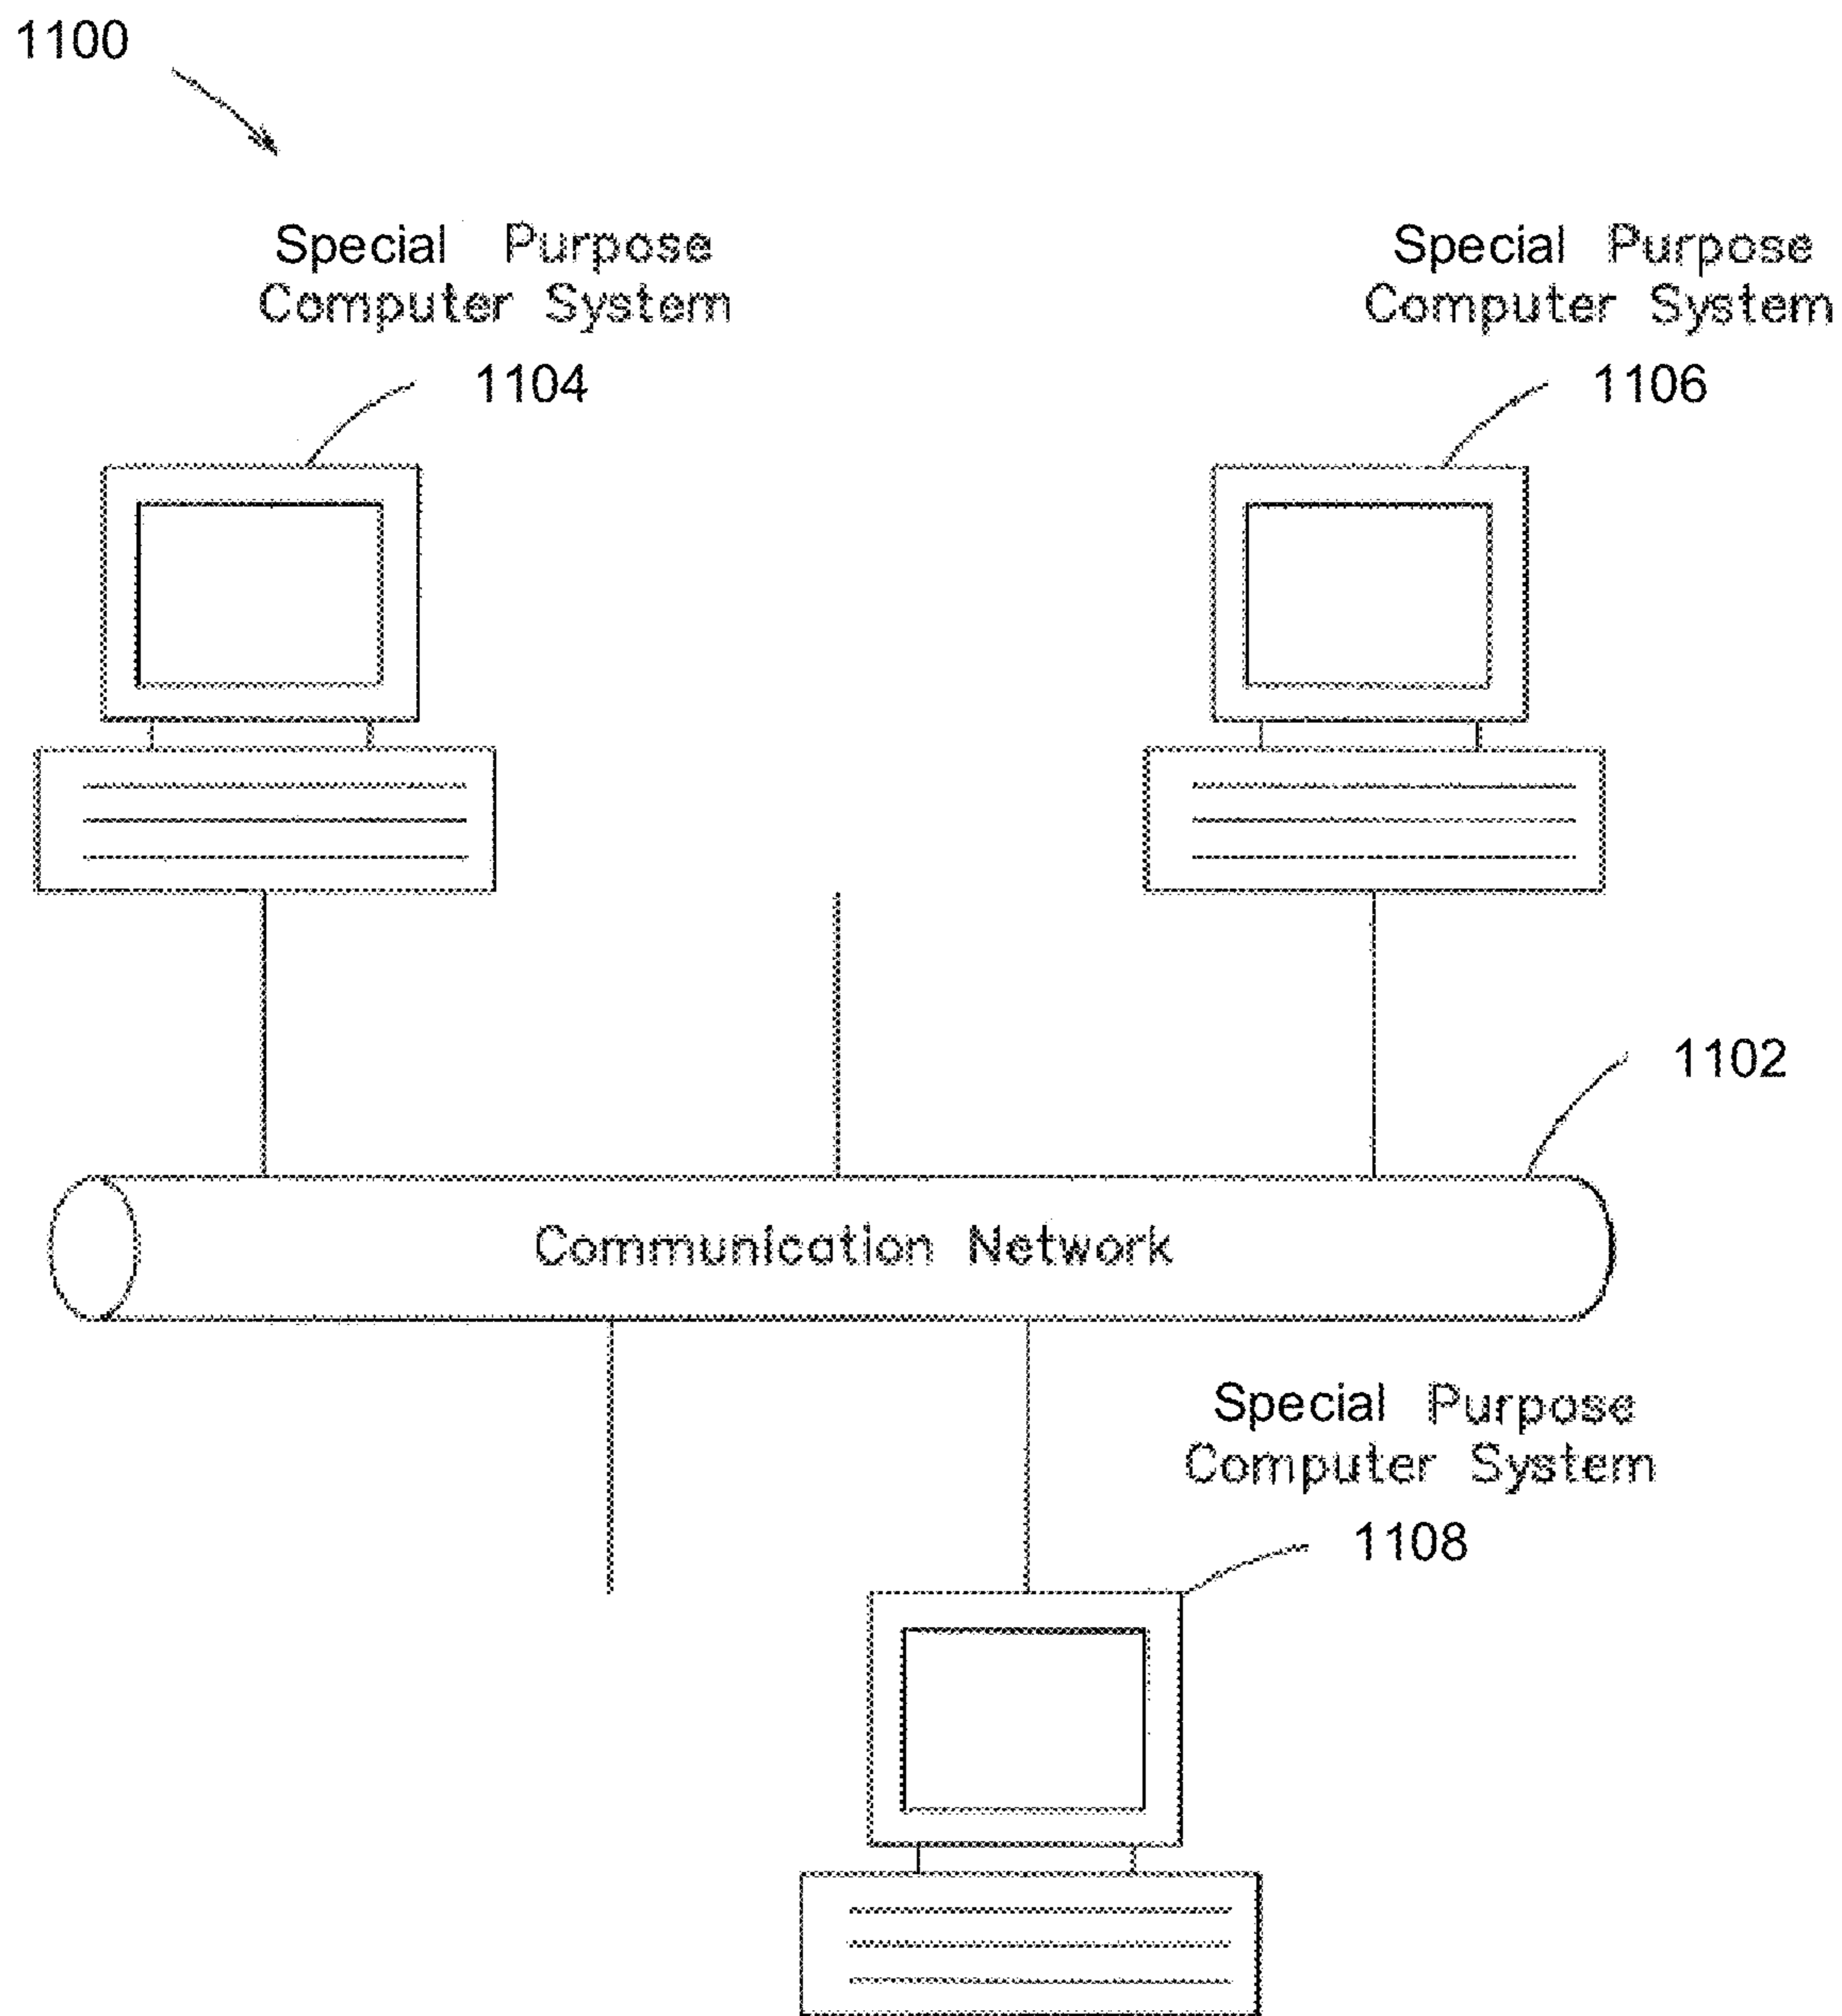 1100
Special Purpose
Computer System
1104
Special Purpose
Computer System
1106
1102
Communication Network
Special Purpose
Computer System
1108